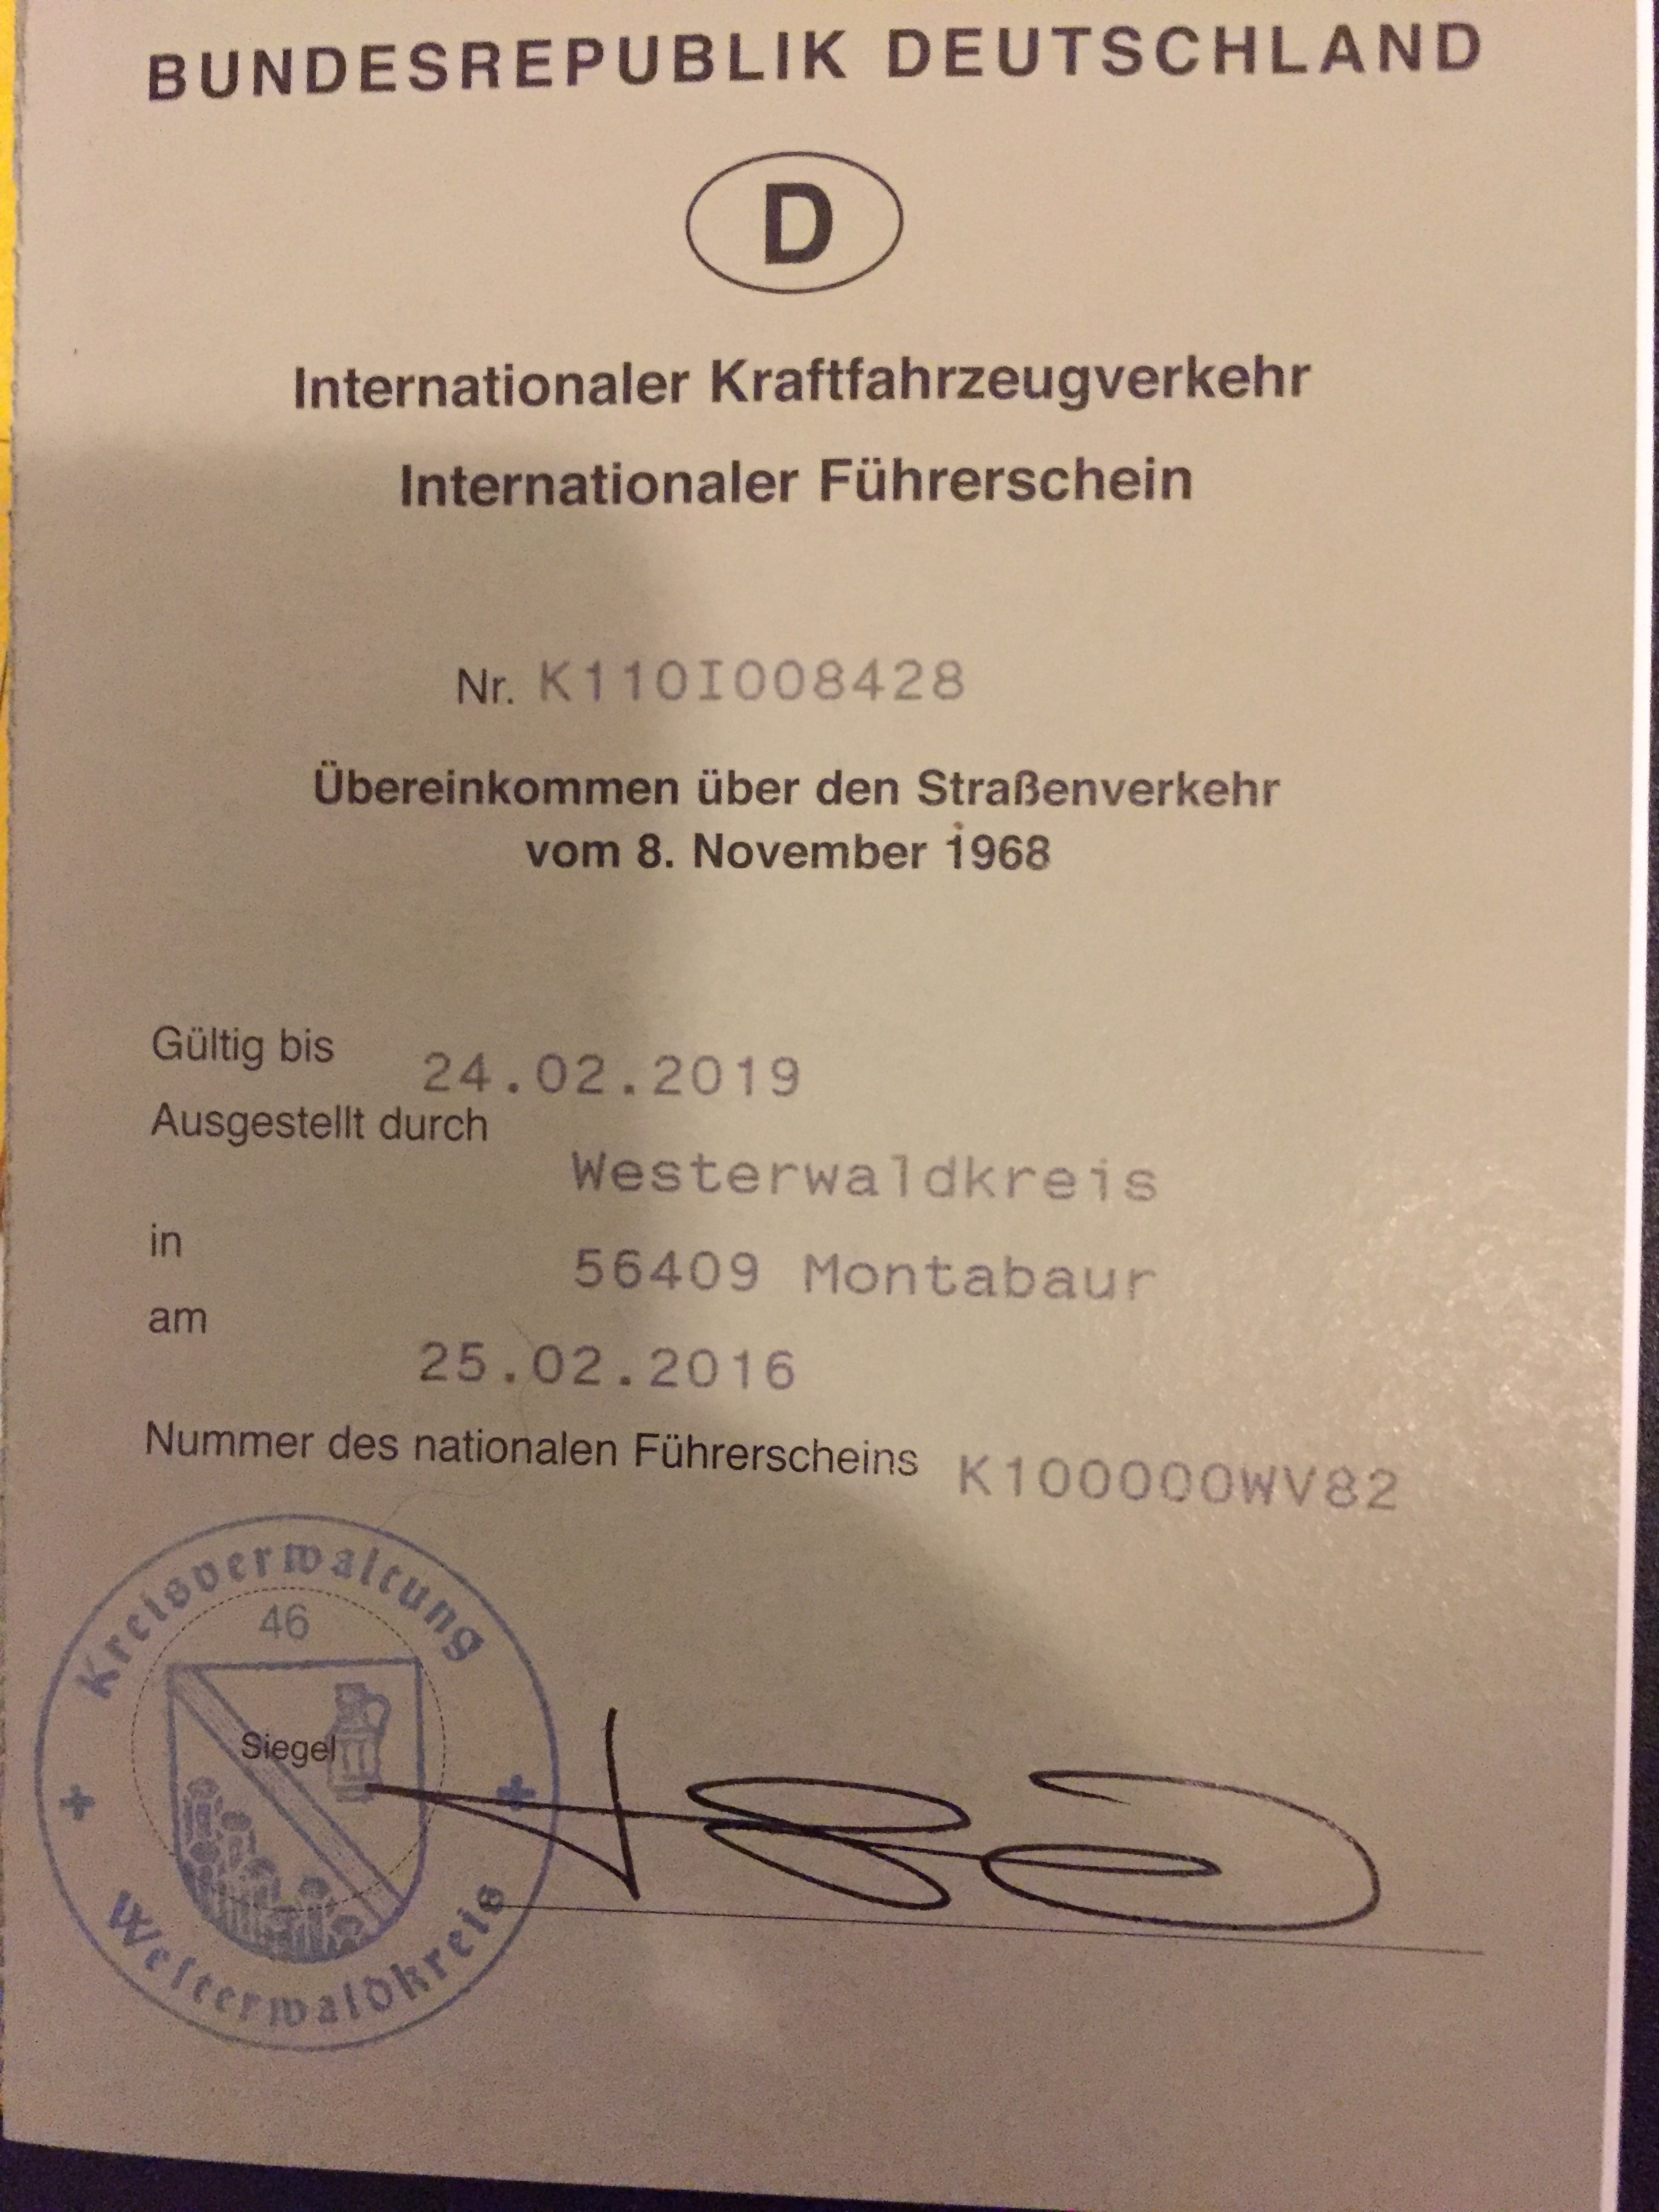 BUNDESREPUBLIK DEUTSCHLAND
D
Internationaler Kraftfahrzeugverkehr
Internationaler Führerschein
Nr. K110I008428
Übereinkommen über den Straßenverkehr
vom 8. November 1968
Gültig bis 24.02.2019
Ausgestellt durch
Westerwaldkreis
in
56409 Montabaur
am
25.02.2016
Nummer des nationalen Führerscheins K100000WV82
Kreisverwaltung
46
Siegel
Westerwaldkreis